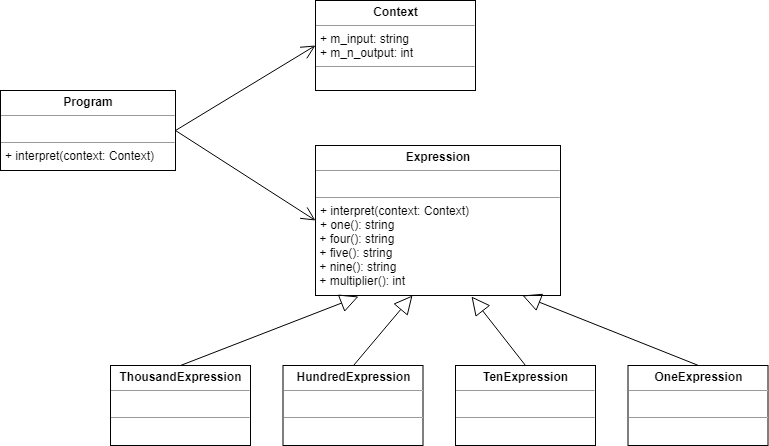 Context
+ m_input: string
+ m_n_output: int
Program
+ interpret(context: Context)
Expression
+ interpret(context: Context)
+ one(): string
+ four(): string
+ five(): string
+ nine(): string
+ multiplier(): int
ThousandExpression
HundredExpression
TenExpression
OneExpression